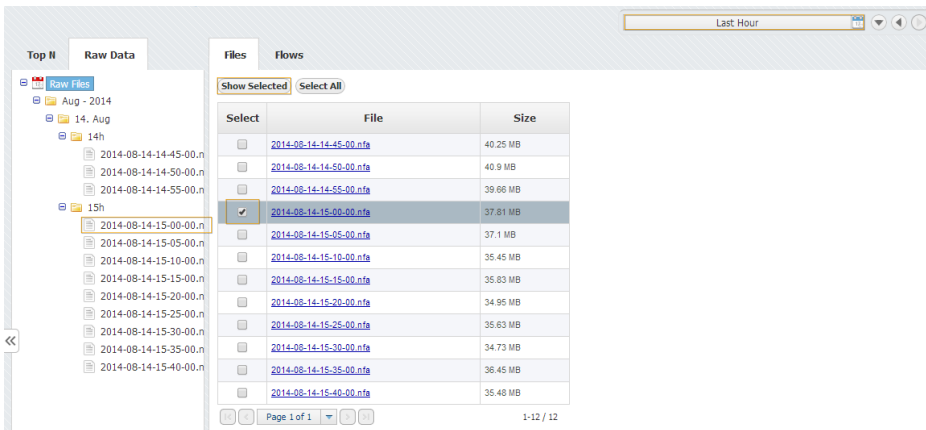 Last Hour
Top N Raw Data Files Flows
Raw Files
Aug - 2014
14. Aug
14h
2014-08-14-14-45-00.n
2014-08-14-14-50-00.n
2014-08-14-14-55-00.n
15h
2014-08-14-15-00-00.n
2014-08-14-15-05-00.n
2014-08-14-15-10-00.n
2014-08-14-15-15-00.n
2014-08-14-15-20-00.n
2014-08-14-15-25-00.n
2014-08-14-15-30-00.n
2014-08-14-15-35-00.n
2014-08-14-15-40-00.n
Show Selected Select All
Select File Size
2014-08-14-14-45-00.nfa 40.25 MB
2014-08-14-14-50-00.nfa 40.9 MB
2014-08-14-14-55-00.nfa 39.66 MB
2014-08-14-15-00-00.nfa 37.81 MB
2014-08-14-15-05-00.nfa 37.1 MB
2014-08-14-15-10-00.nfa 35.45 MB
2014-08-14-15-15-00.nfa 35.83 MB
2014-08-14-15-20-00.nfa 34.95 MB
2014-08-14-15-25-00.nfa 35.63 MB
2014-08-14-15-30-00.nfa 34.73 MB
2014-08-14-15-35-00.nfa 36.45 MB
2014-08-14-15-40-00.nfa 35.48 MB
Page 1 of 1 1-12 / 12